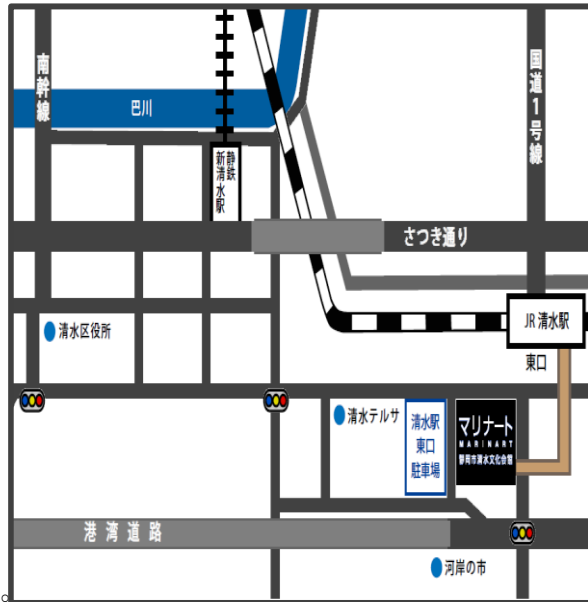 南幹線
巴川
国道1号線
静鉄
新清水駅
さつき通り
JR 清水駅
清水区役所
東口
清水テルサ
清水駅
東口
駐車場
マリナート
MARINART
静岡市清水文化会館
港湾道路
河岸の市